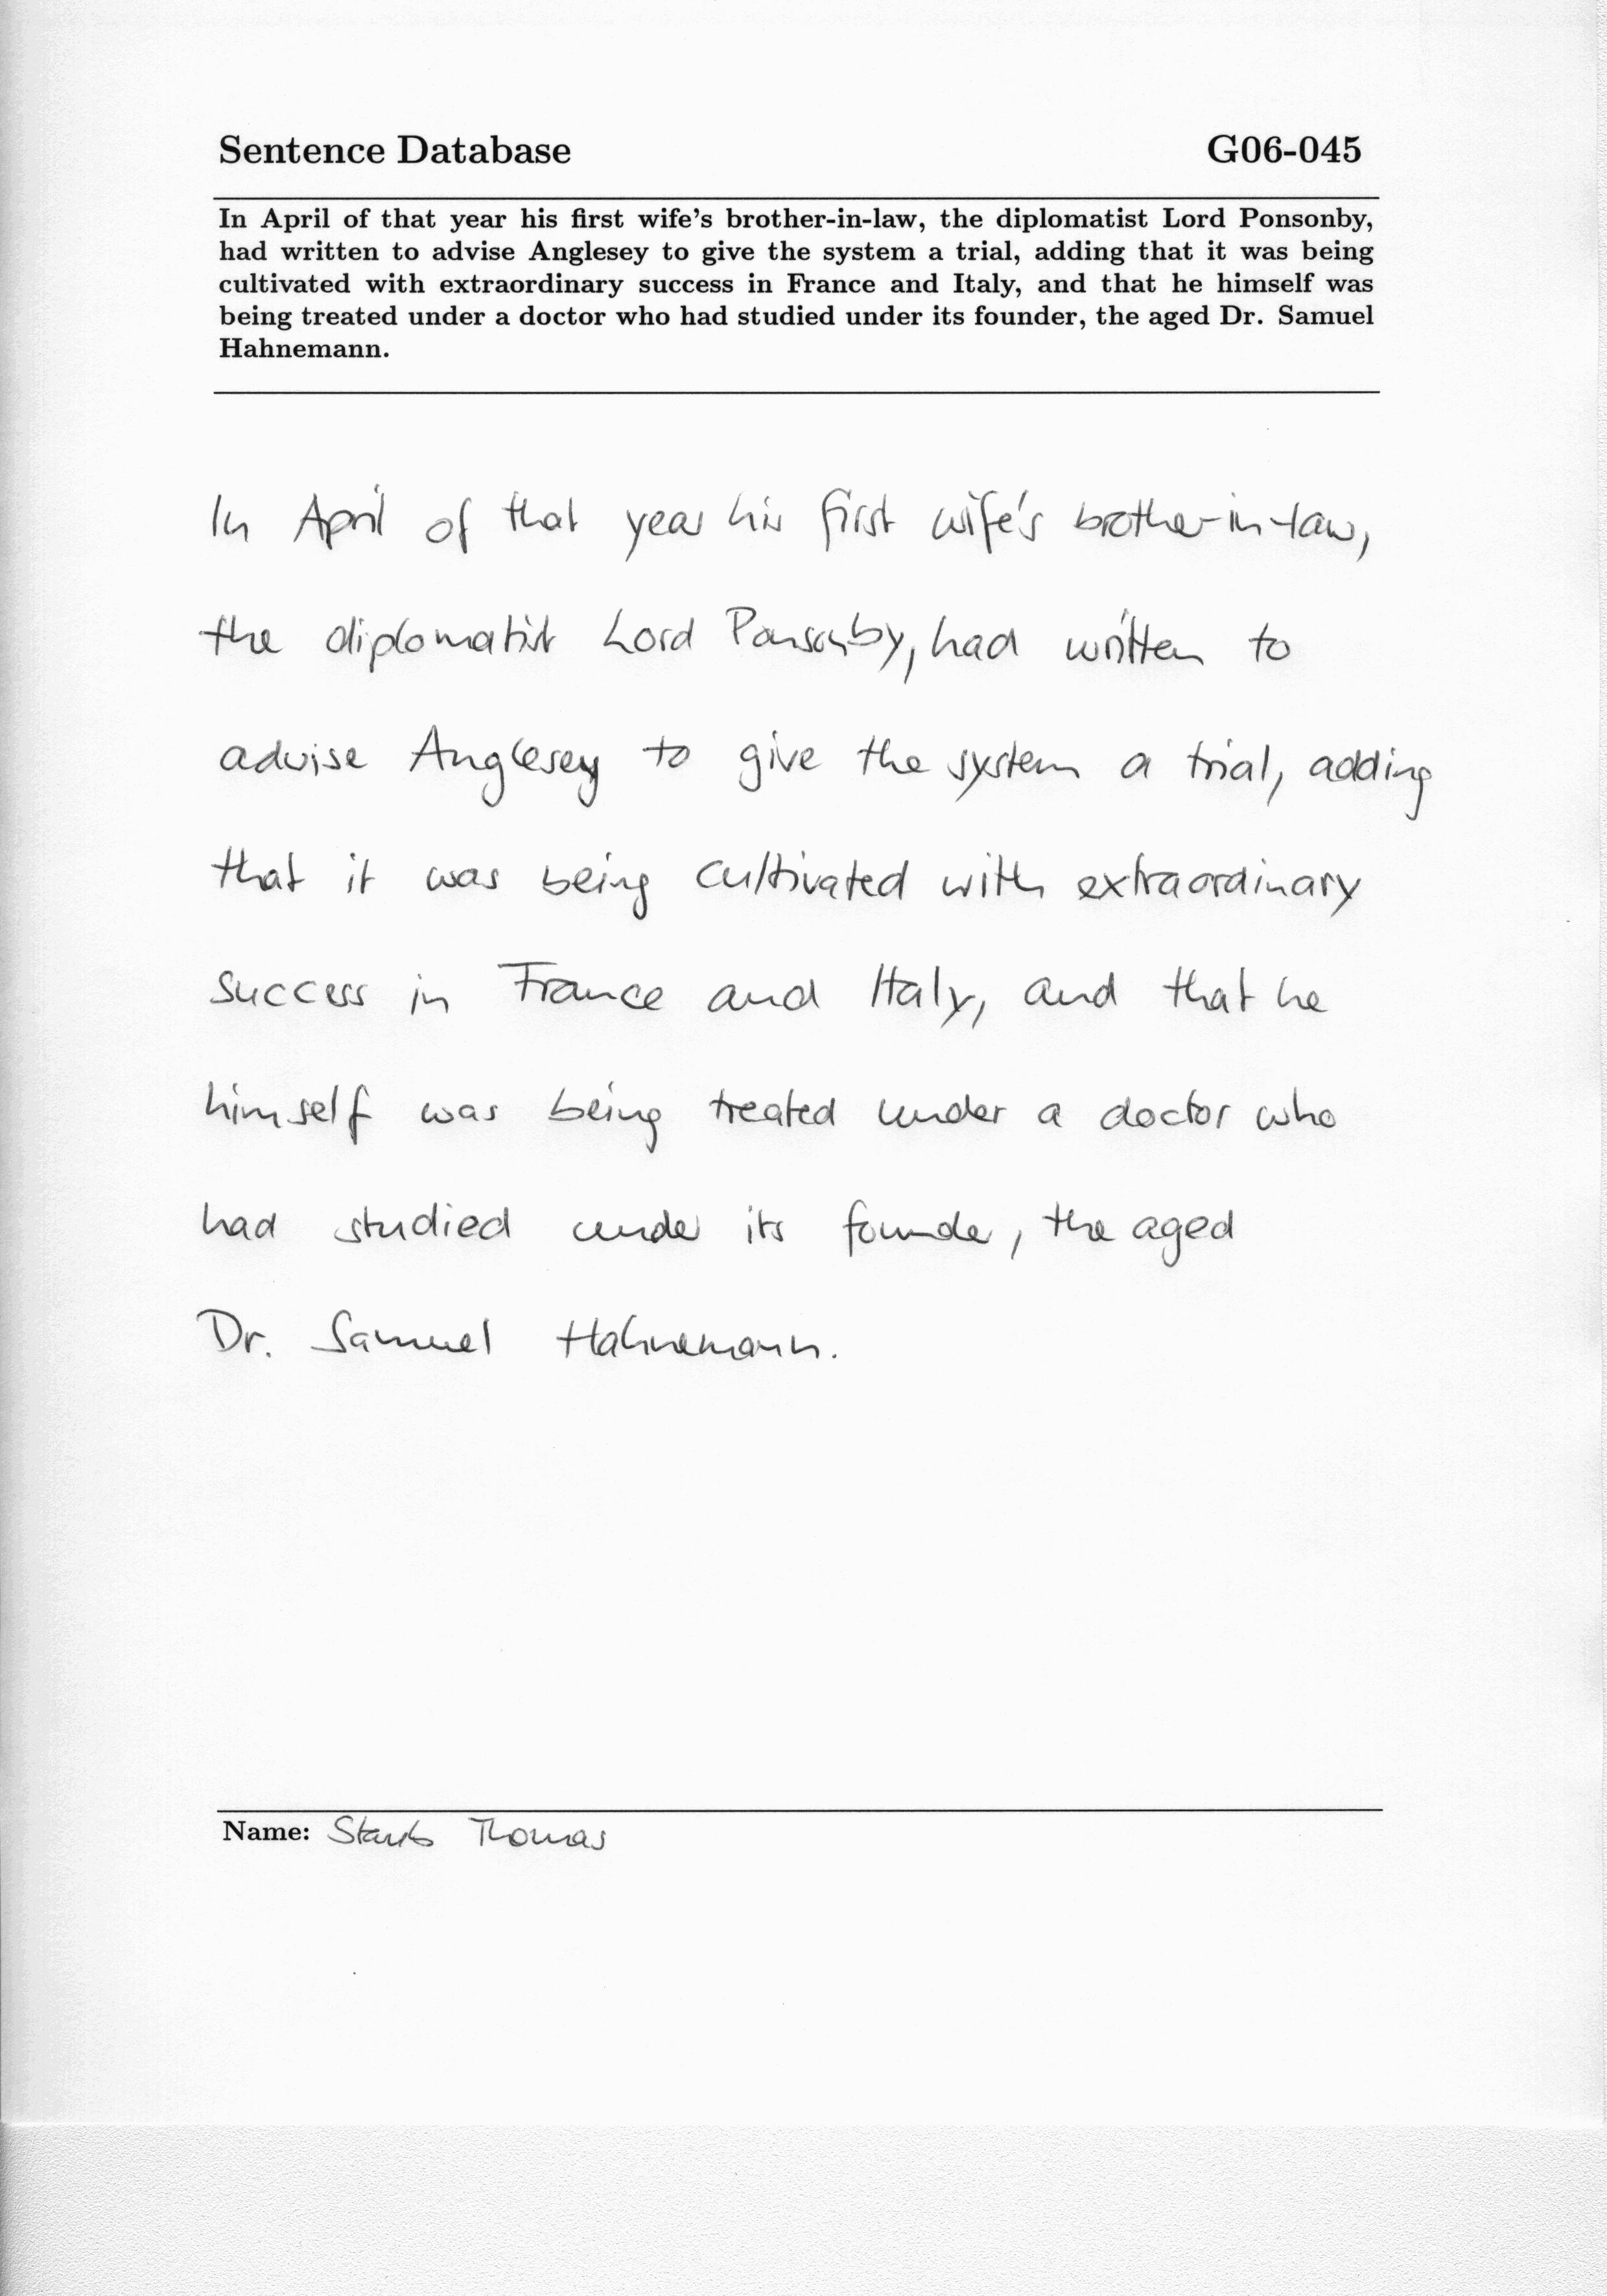 Sentence Database G06-045
In April of that year his first wife's brother-in-law, the diplomatist Lord Ponsonby,
had written to advise Anglesey to give the system a trial, adding that it was being
cultivated with extraordinary success in France and Italy, and that he himself was
being treated under a doctor who had studied under its founder, the aged Dr. Samuel
Hahnemann.
In April of that year his first wife's brother-in-law,
the diplomatist Lord Ponsonby, had written to
advise Anglesey to give the system a trial, adding
that it was being cultivated with extraordinary
success in France and Italy, and that he
himself was being treated under a doctor who
had studied under its founder, the aged
Dr. Samuel Hahnemann.
Name: Staub Thomas